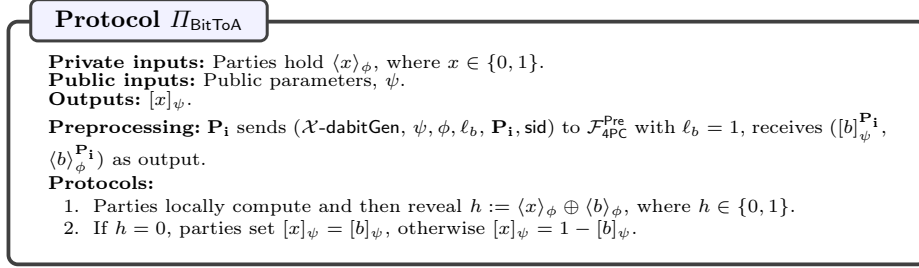 Protocol Π_BitToA
Private inputs: Parties hold ⟨x⟩_ϕ, where x ∈ {0, 1}.
Public inputs: Public parameters, ψ.
Outputs: [x]_ψ.
Preprocessing: P_i sends (𝒳-dabitGen, ψ, ϕ, ℓ_b, P_i, sid) to ℱ_4PC^Pre with ℓ_b = 1, receives ([b]_ψ^P_i,
⟨b⟩_ϕ^P_i) as output.
Protocols:
1. Parties locally compute and then reveal h := ⟨x⟩_ϕ ⊕ ⟨b⟩_ϕ, where h ∈ {0, 1}.
2. If h = 0, parties set [x]_ψ = [b]_ψ, otherwise [x]_ψ = 1 − [b]_ψ.